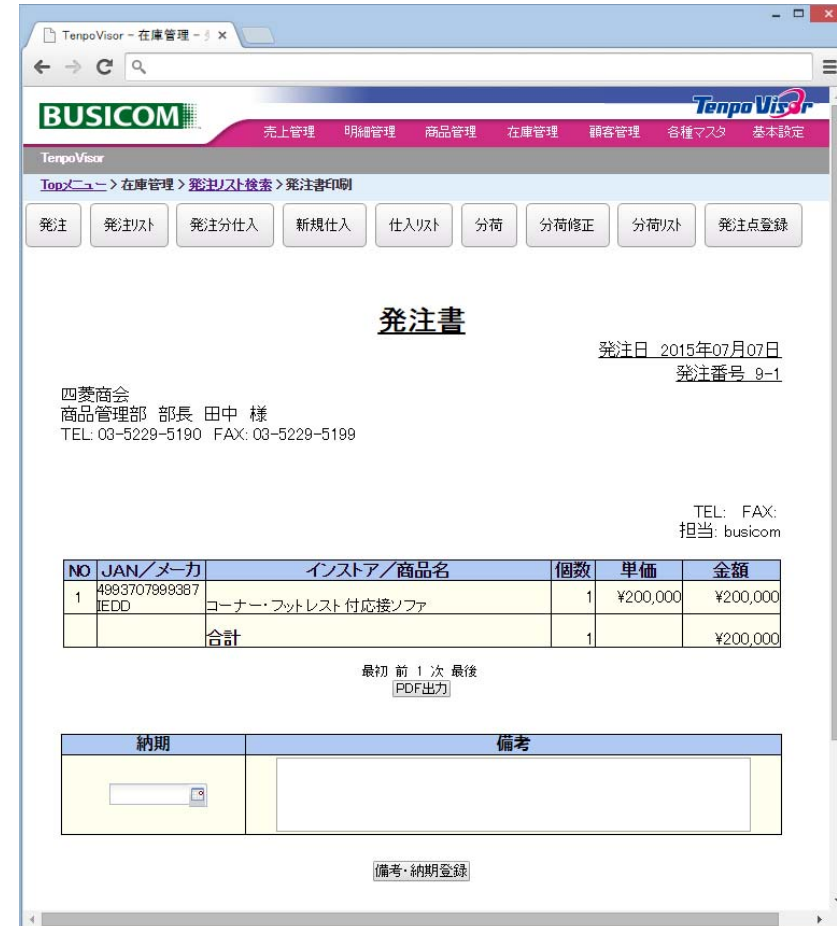 TenpoVisor - 在庫管理 -
BUSICOM
TenpoVisor
売上管理 明細管理 商品管理 在庫管理 顧客管理 各種マスタ 基本設定
TenpoVisor
Topメニュー > 在庫管理 > 発注リスト検索 > 発注書印刷
発注 発注リスト 発注分仕入 新規仕入 仕入リスト 分荷 分荷修正 分荷リスト 発注点登録
発注書
発注日 2015年07月07日
発注番号 9-1
四菱商会
商品管理部 部長 田中 様
TEL: 03-5229-5190 FAX: 03-5229-5199
TEL: FAX:
担当: busicom
NO JAN/メーカ インストア/商品名 個数 単価 金額
1 4993707999387 IEDD コーナー・フットレスト付応接ソファ 1 ¥200,000 ¥200,000
合計 1 ¥200,000
最初 前 1 次 最後
PDF出力
納期 備考
備考・納期登録